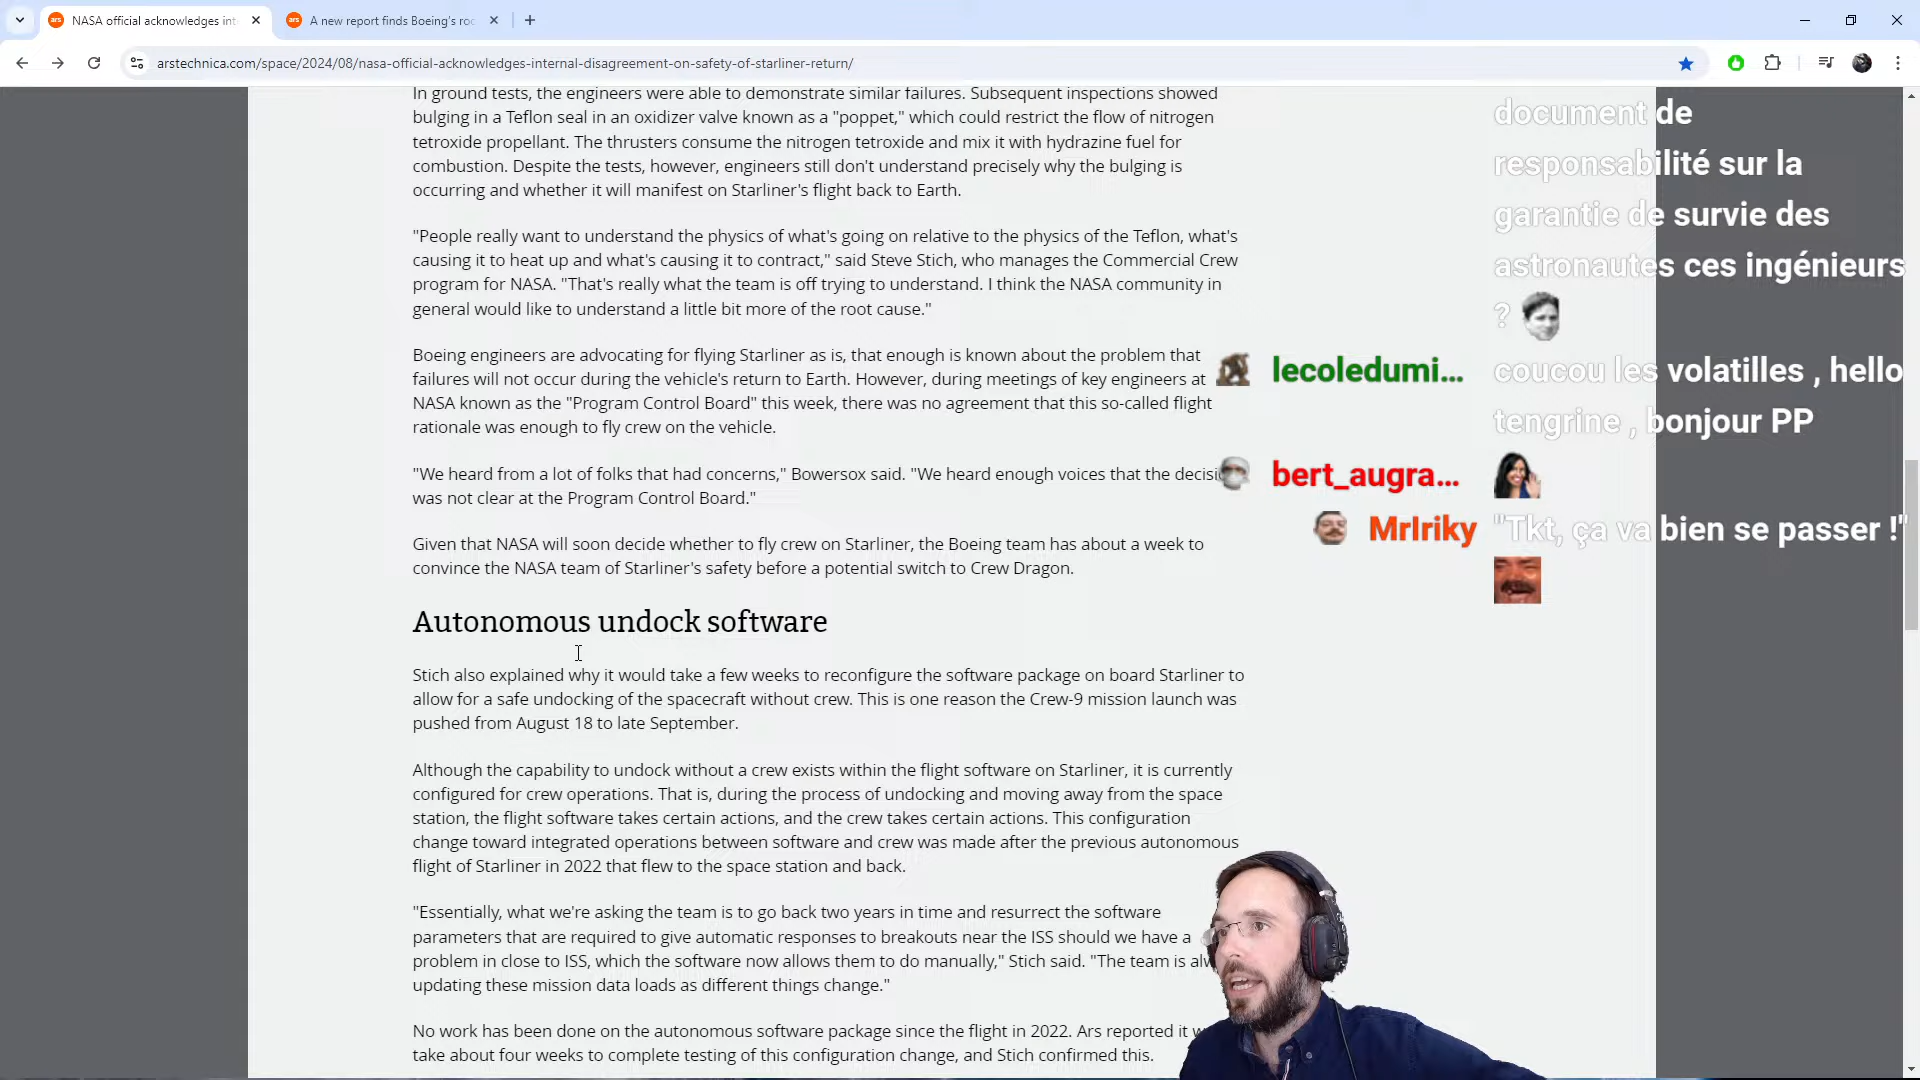 NASA official acknowledges int
A new report finds Boeing's roc
arstechnica.com/space/2024/08/nasa-official-acknowledges-internal-disagreement-on-safety-of-starliner-return/
In ground tests, the engineers were able to demonstrate similar failures. Subsequent inspections showed
bulging in a Teflon seal in an oxidizer valve known as a "poppet," which could restrict the flow of nitrogen
tetroxide propellant. The thrusters consume the nitrogen tetroxide and mix it with hydrazine fuel for
combustion. Despite the tests, however, engineers still don't understand precisely why the bulging is
occurring and whether it will manifest on Starliner's flight back to Earth.
"People really want to understand the physics of what's going on relative to the physics of the Teflon, what's
causing it to heat up and what's causing it to contract," said Steve Stich, who manages the Commercial Crew
program for NASA. "That's really what the team is off trying to understand. I think the NASA community in
general would like to understand a little bit more of the root cause."
Boeing engineers are advocating for flying Starliner as is, that enough is known about the problem that
failures will not occur during the vehicle's return to Earth. However, during meetings of key engineers at
NASA known as the "Program Control Board" this week, there was no agreement that this so-called flight
rationale was enough to fly crew on the vehicle.
"We heard from a lot of folks that had concerns," Bowersox said. "We heard enough voices that the decisi
was not clear at the Program Control Board."
Given that NASA will soon decide whether to fly crew on Starliner, the Boeing team has about a week to
convince the NASA team of Starliner's safety before a potential switch to Crew Dragon.
Autonomous undock software
Stich also explained why it would take a few weeks to reconfigure the software package on board Starliner to
allow for a safe undocking of the spacecraft without crew. This is one reason the Crew-9 mission launch was
pushed from August 18 to late September.
Although the capability to undock without a crew exists within the flight software on Starliner, it is currently
configured for crew operations. That is, during the process of undocking and moving away from the space
station, the flight software takes certain actions, and the crew takes certain actions. This configuration
change toward integrated operations between software and crew was made after the previous autonomous
flight of Starliner in 2022 that flew to the space station and back.
"Essentially, what we're asking the team is to go back two years in time and resurrect the software
parameters that are required to give automatic responses to breakouts near the ISS should we have a
problem in close to ISS, which the software now allows them to do manually," Stich said. "The team is alw
updating these mission data loads as different things change."
No work has been done on the autonomous software package since the flight in 2022. Ars reported it w
take about four weeks to complete testing of this configuration change, and Stich confirmed this.
document de
responsabilité sur la
garantie de survie des
astronautes ces ingénieurs
?
lecoledumi... coucou les volatilles , hello
tengrine , bonjour PP
bert_augra...
MrIriky "Tkt, ça va bien se passer !"